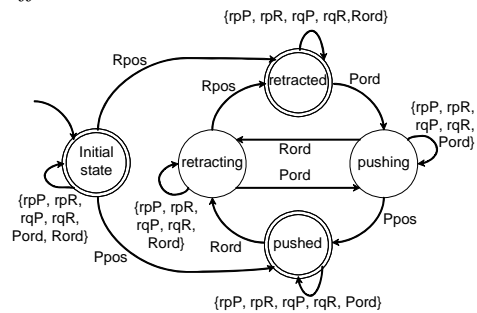 {rpP, rpR, rqP, rqR,Rord}
Rpos
retracted
Rpos
Pord
{rpP, rpR,
rqP, rqR,
Pord}
Initial
state
retracting
Rord
Pord
pushing
{rpP, rpR,
rqP, rqR,
Pord, Rord}
{rpP, rpR,
rqP, rqR,
Rord}
Ppos
Rord
pushed
Ppos
{rpP, rpR, rqP, rqR, Pord}